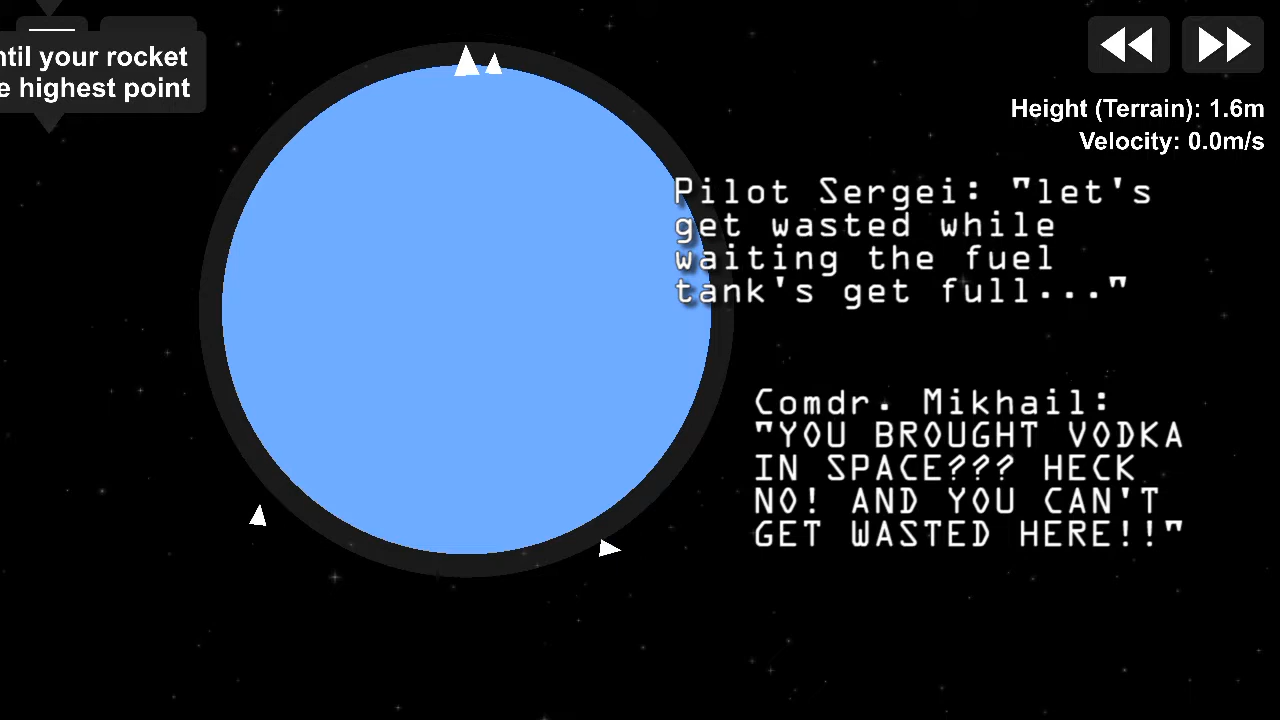 ntil your rocket
e highest point
Height (Terrain): 1.6m
Velocity: 0.0m/s
Pilot Sergei: "let's
get wasted while
waiting the fuel
tank's get full..."
Comdr. Mikhail:
"YOU BROUGHT VODKA
IN SPACE??? HECK
NO! AND YOU CAN'T
GET WASTED HERE!!"